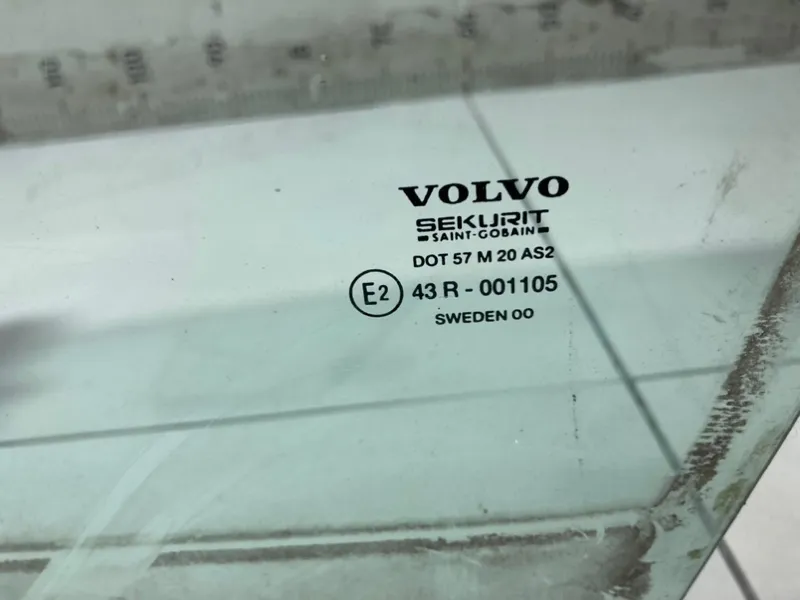 VOLVO
SEKURIT
SAINT-GOBAIN
DOT 57 M 20 AS2
E2 43 R - 001105
SWEDEN 00